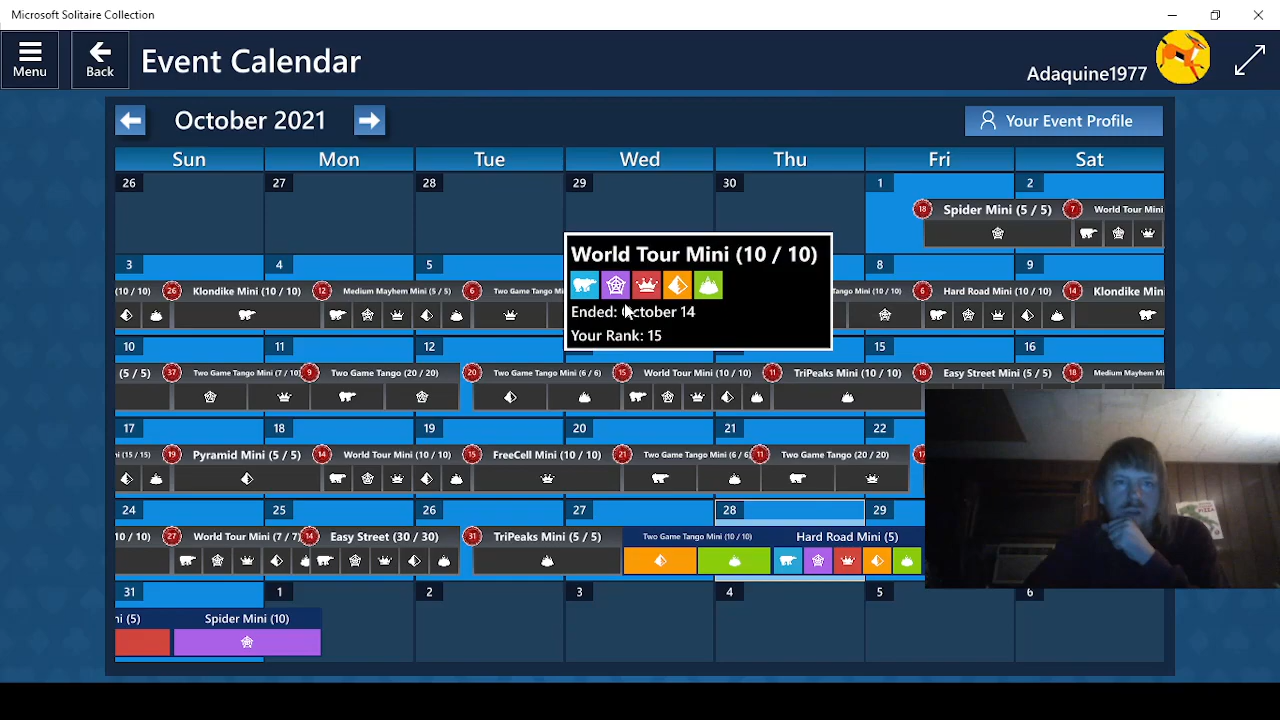 Microsoft Solitaire Collection
Menu
Back
Event Calendar
Adaquine1977
October 2021
Your Event Profile
Sun Mon Tue Wed Thu Fri Sat
26 27 28 29 30 1 2
18 Spider Mini (5 / 5) 7 World Tour Mini
World Tour Mini (10 / 10)
Ended: October 14
Your Rank: 15
3 4 5 8 9
(10 / 10) 26 Klondike Mini (10 / 10) 12 Medium Mayhem Mini (5 / 5) 6 Two Game Tango M (10 / 10) 6 Hard Road Mini (5 / 5) 14 Klondike Mini
10 11 12 15 16
(5 / 5) 37 Two Game Tango Mini (7 / 10) 9 Two Game Tango (20 / 20) 20 Two Game Tango Mini (6 / 6) 15 World Tour Mini (10 / 10) 11 TriPeaks Mini (10 / 10) 18 Easy Street Mini (5 / 5) 18 Medium Mayhem M
17 18 19 20 21 22
ini (15 / 15) 19 Pyramid Mini (5 / 5) 14 World Tour Mini (10 / 10) 15 FreeCell Mini (10 / 10) 21 Two Game Tango Mini (6 / 6) 11 Two Game Tango (20 / 20) 17
PIZZA
24 25 26 27 28 29
(10 / 10) 27 World Tour Mini (7 / 7) 14 Easy Street (30 / 30) 31 TriPeaks Mini (5 / 5) Two Game Tango Mini (10 / 10) Hard Road Mini (5)
31 1 2 3 4 5 6
ni (5) Spider Mini (10)